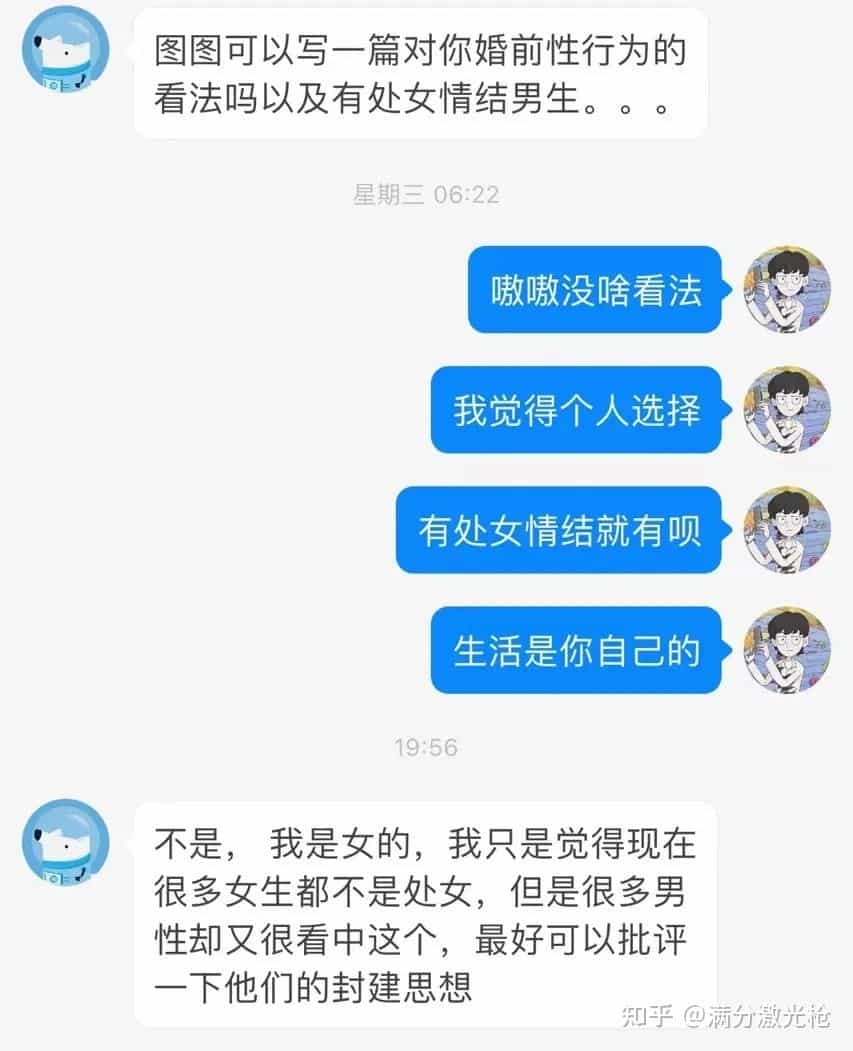 图图可以写一篇对你婚前性行为的
看法吗以及有处女情结男生。。。
星期三 06:22
嗷嗷没啥看法
我觉得个人选择
有处女情结就有呗
生活是你自己的
19:56
不是， 我是女的，我只是觉得现在
很多女生都不是处女，但是很多男
性却又很看中这个，最好可以批评
一下他们的封建思想
知乎 @满分激光枪